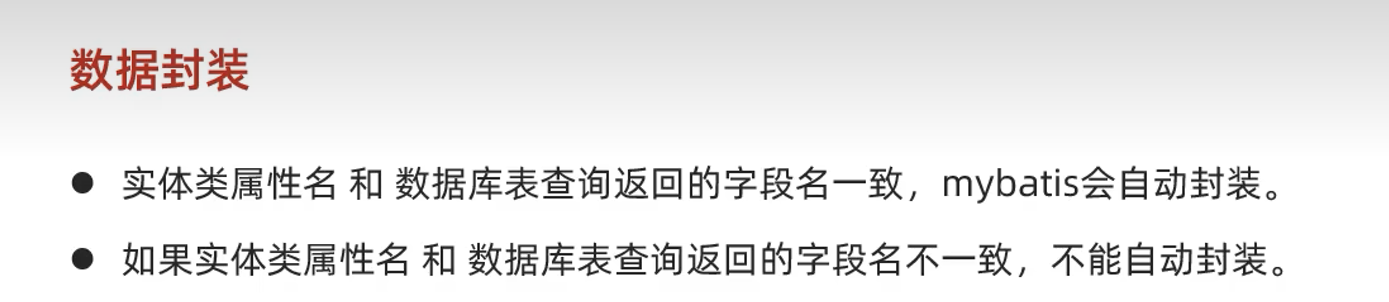 数据封装
● 实体类属性名 和 数据库表查询返回的字段名一致，mybatis会自动封装。
● 如果实体类属性名 和 数据库表查询返回的字段名不一致，不能自动封装。